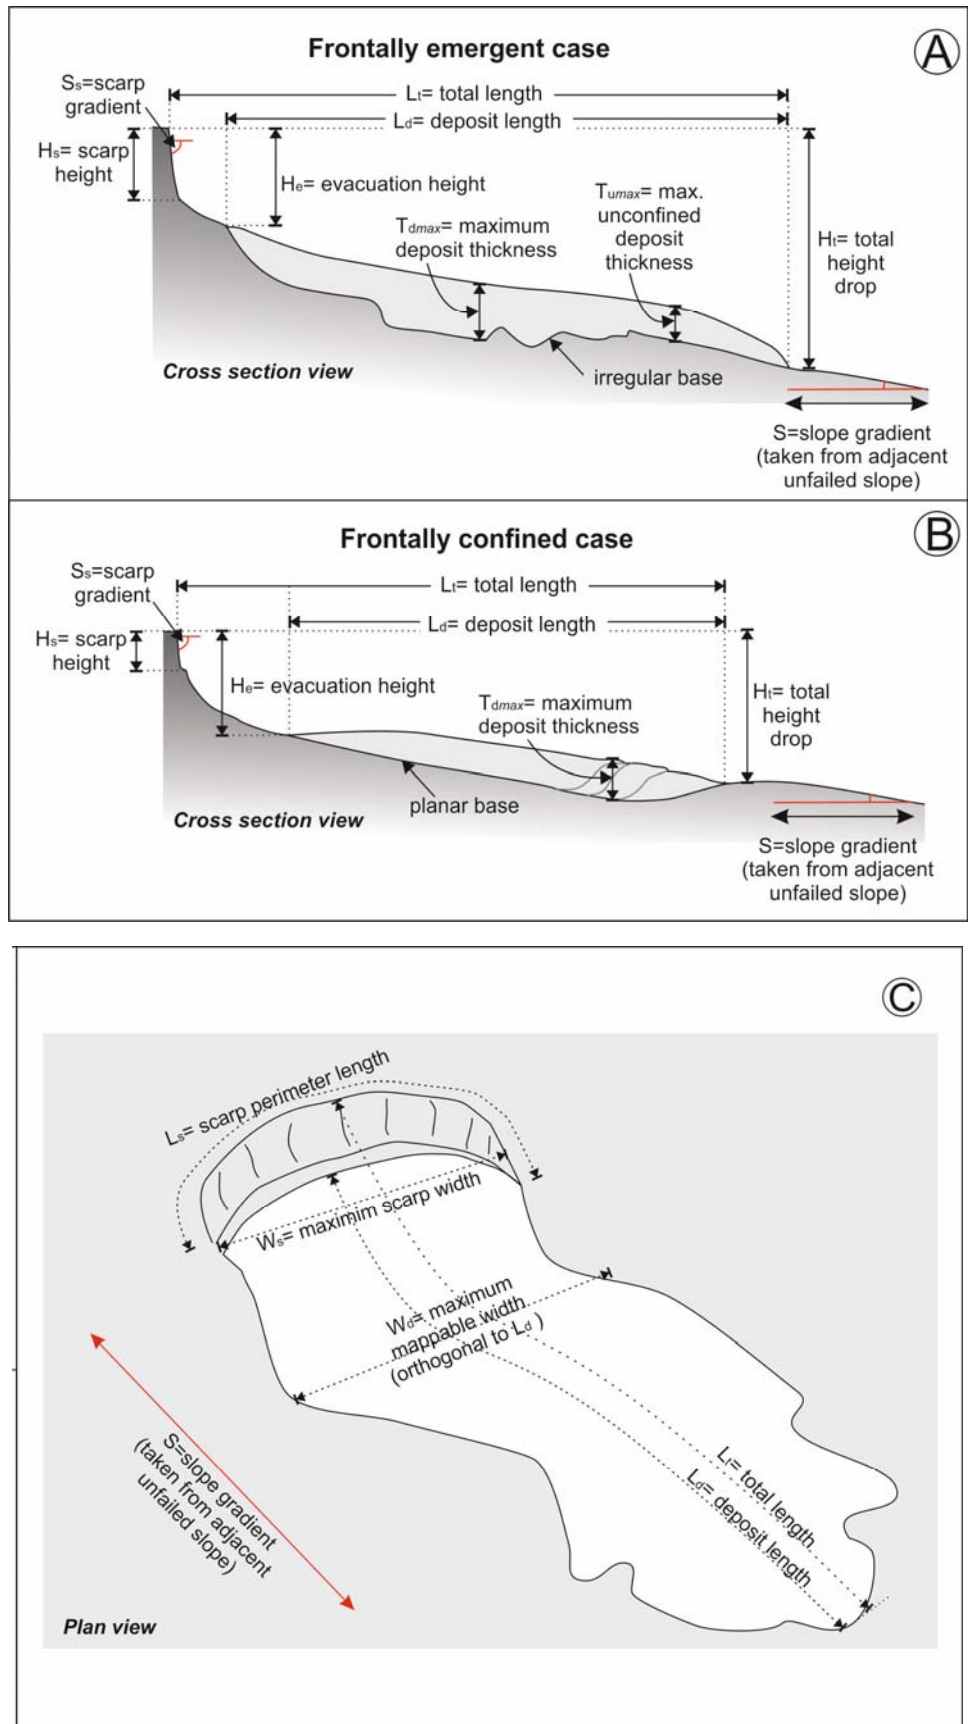 Frontally emergent case
A
Ss=scarp
gradient
Lt= total length
Ld= deposit length
Hs= scarp
height
He= evacuation height
Tdmax= maximum
deposit thickness
Tumax= max.
unconfined
deposit
thickness
Ht= total
height
drop
Cross section view
irregular base
S=slope gradient
(taken from adjacent
unfailed slope)
Frontally confined case
B
Ss=scarp
gradient
Lt= total length
Ld= deposit length
Hs= scarp
height
He= evacuation height
Tdmax= maximum
deposit thickness
Ht= total
height
drop
planar base
Cross section view
S=slope gradient
(taken from adjacent
unfailed slope)
C
Ls= scarp perimeter length
Ws= maximim scarp width
Wd= maximum
mappable width
(orthogonal to Ld )
S=slope gradient
(taken from adjacent
unfailed slope)
Lt= total length
Ld= deposit length
Plan view